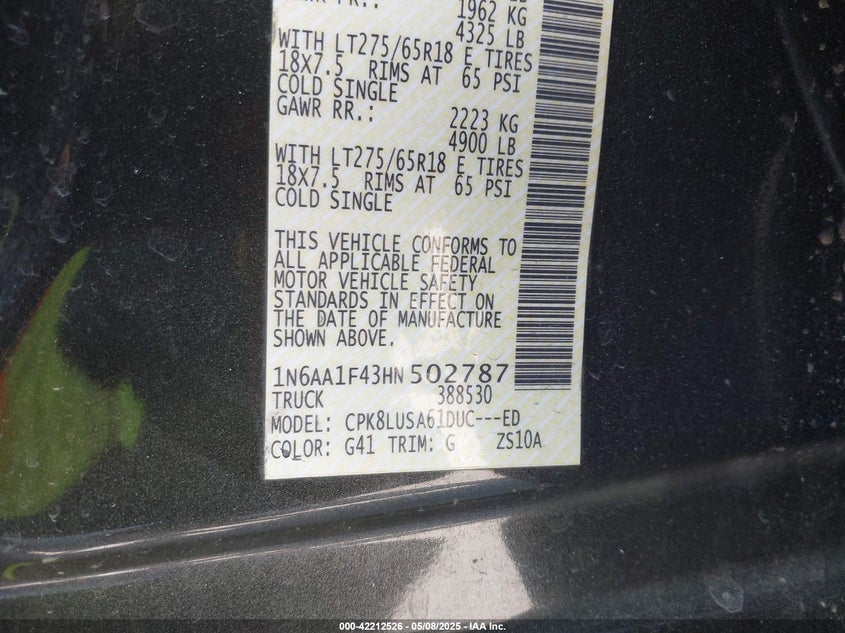 1962 KG
4325 LB
WITH LT275/65R18 E TIRES
18X7.5 RIMS AT 65 PSI
COLD SINGLE
GAWR RR.:
2223 KG
4900 LB
WITH LT275/65R18 E TIRES
18X7.5 RIMS AT 65 PSI
COLD SINGLE
THIS VEHICLE CONFORMS TO
ALL APPLICABLE FEDERAL
MOTOR VEHICLE SAFETY
STANDARDS IN EFFECT ON
THE DATE OF MANUFACTURE
SHOWN ABOVE.
1N6AA1F43HN502787
TRUCK 388530
MODEL: CPK8LUSA61DUC---ED
COLOR: G41 TRIM: G ZS10A
000-42212526 - 05/08/2025 - IAA Inc.